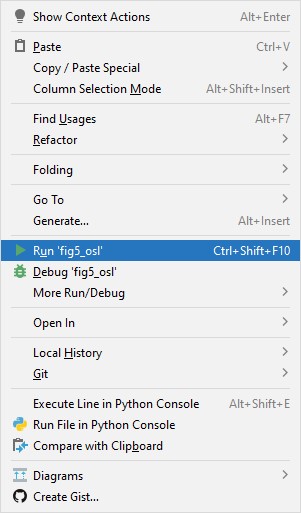 Show Context Actions Alt+Enter
Paste Ctrl+V
Copy / Paste Special
Column Selection Mode Alt+Shift+Insert
Find Usages Alt+F7
Refactor
Folding
Go To
Generate... Alt+Insert
Run 'fig5_osl' Ctrl+Shift+F10
Debug 'fig5_osl'
More Run/Debug
Open In
Local History
Git
Execute Line in Python Console Alt+Shift+E
Run File in Python Console
Compare with Clipboard
Diagrams
Create Gist...